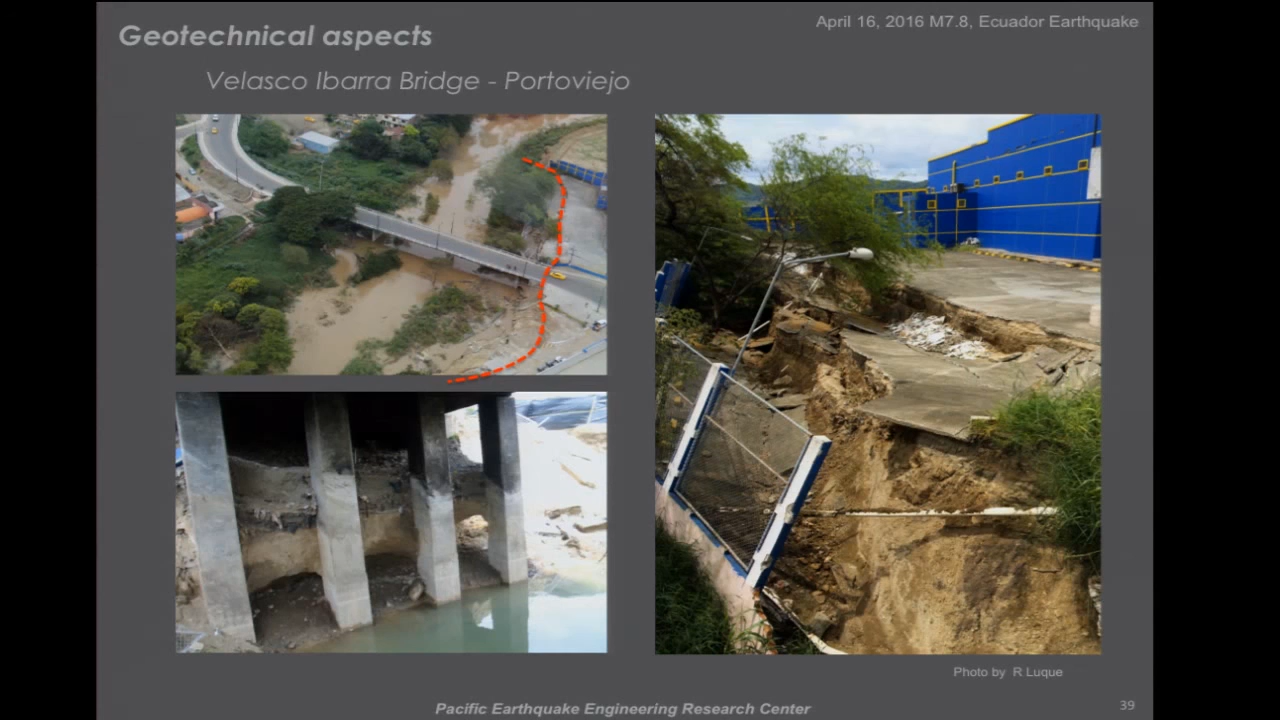 April 16, 2016 M7.8, Ecuador Earthquake
Geotechnical aspects
Velasco Ibarra Bridge - Portoviejo
Photo by R Luque
Pacific Earthquake Engineering Research Center
39